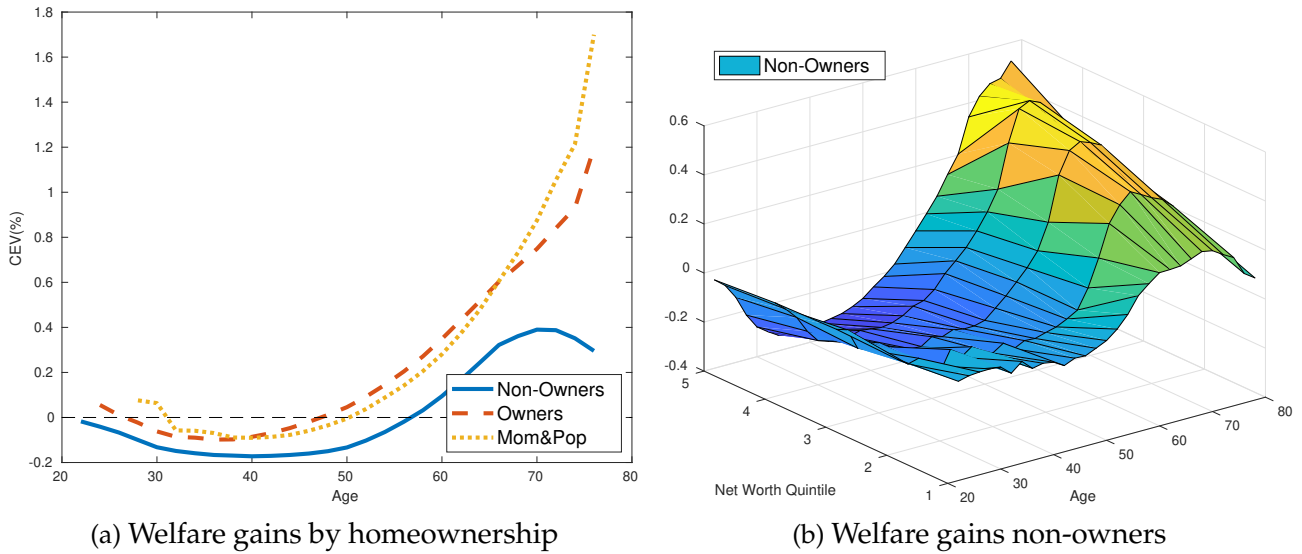 1.8
1.6
1.4
1.2
1
0.8
0.6
0.4
0.2
0
-0.2
CEV(%)
20 30 40 50 60 70 80
Age
Non-Owners
Owners
Mom&Pop
(a) Welfare gains by homeownership
Non-Owners
0.6
0.4
0.2
0
-0.2
-0.4
5
4
3
2
1
Net Worth Quintile
20
30
40
50
60
70
80
Age
(b) Welfare gains non-owners